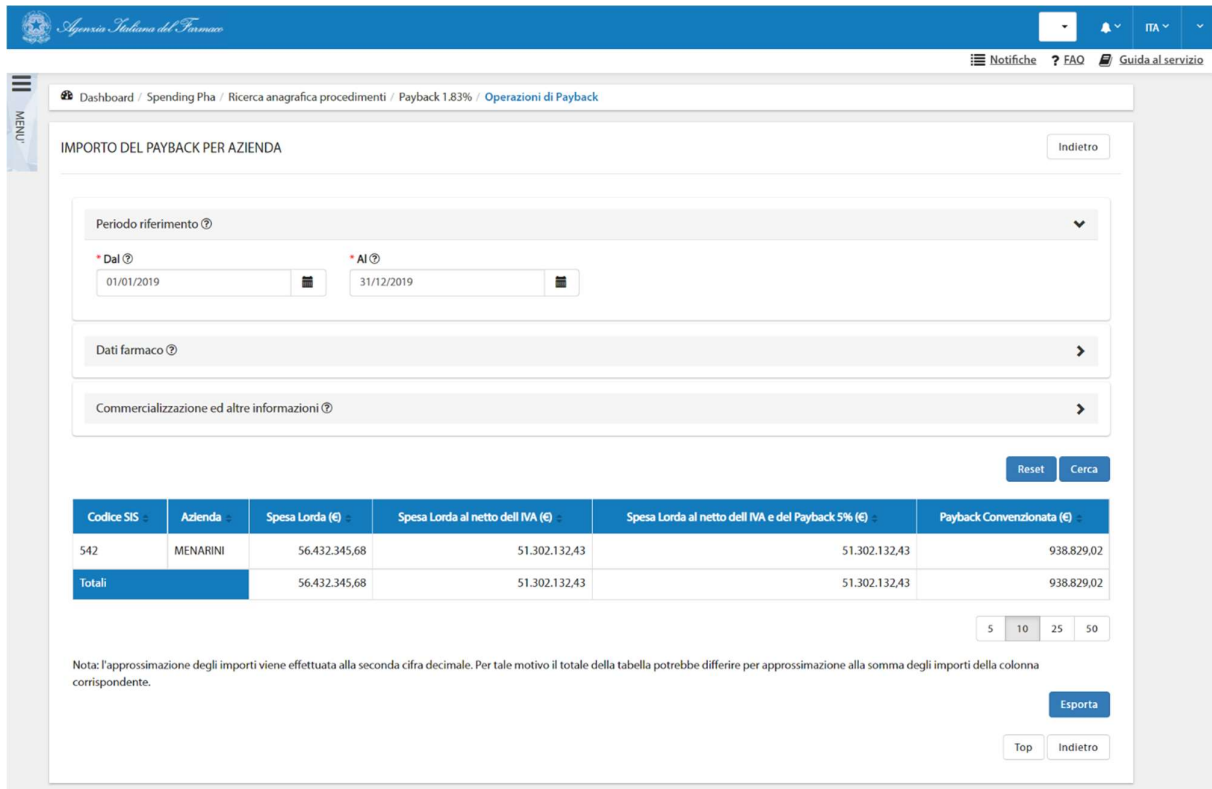 Agenzia Italiana del Farmaco
ITA
Notifiche ? FAQ Guida al servizio
MENU'
Dashboard / Spending Pha / Ricerca anagrafica procedimenti / Payback 1.83% / Operazioni di Payback
IMPORTO DEL PAYBACK PER AZIENDA Indietro
Periodo riferimento ?
* Dal ? * Al ?
01/01/2019 31/12/2019
Dati farmaco ?
Commercializzazione ed altre informazioni ?
Reset Cerca
Codice SIS Azienda Spesa Lorda (€) Spesa Lorda al netto dell IVA (€) Spesa Lorda al netto dell IVA e del Payback 5% (€) Payback Convenzionata (€)
542 MENARINI 56.432.345,68 51.302.132,43 51.302.132,43 938.829,02
Totali 56.432.345,68 51.302.132,43 51.302.132,43 938.829,02
5 10 25 50
Nota: l'approssimazione degli importi viene effettuata alla seconda cifra decimale. Per tale motivo il totale della tabella potrebbe differire per approssimazione alla somma degli importi della colonna
corrispondente.
Esporta
Top Indietro